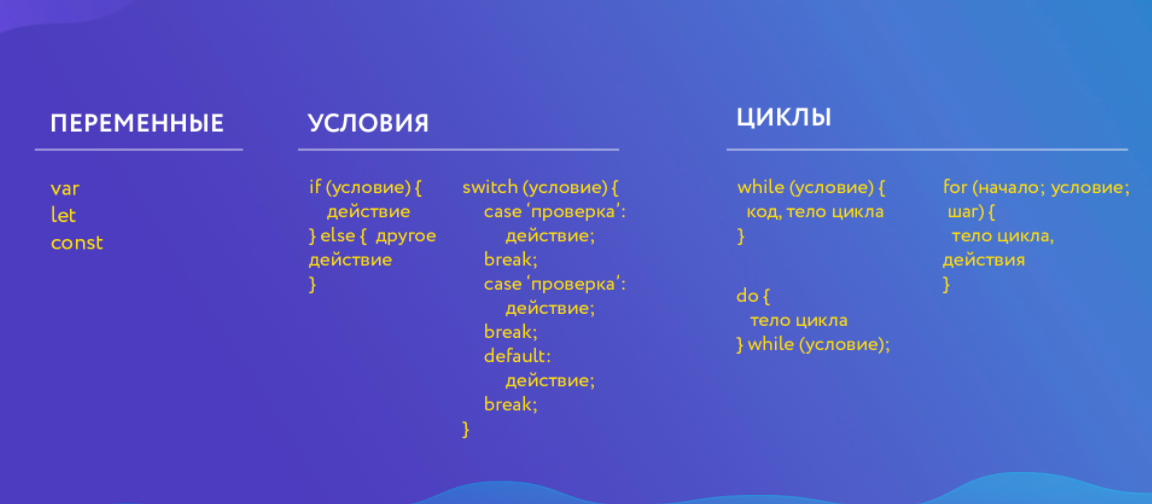 ПЕРЕМЕННЫЕ
var
let
const
УСЛОВИЯ
if (условие) {
действие
} else { другое
действие
}
switch (условие) {
case ‘проверка’:
действие;
break;
case ‘проверка’:
действие;
break;
default:
действие;
break;
}
ЦИКЛЫ
while (условие) {
код, тело цикла
}
do {
тело цикла
} while (условие);
for (начало; условие;
шаг) {
тело цикла,
действия
}